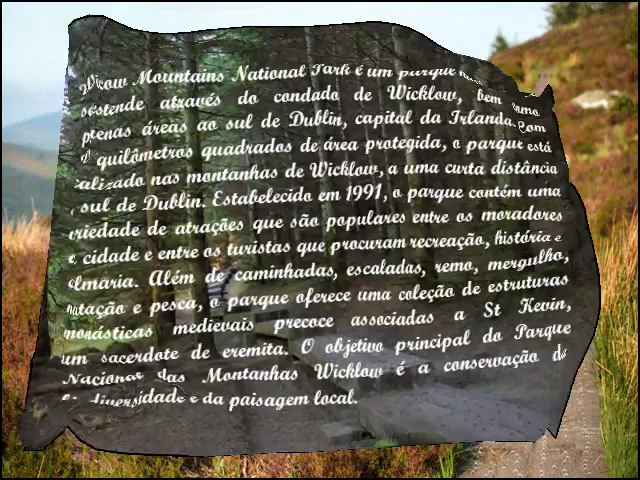 Mountains National Park é um parque
estende através do condado de Wicklow, bem como
áreas ao sul de Dublin, capital da Irlanda. Com
quilômetros quadrados de área protegida, o parque está
nas montanhas de Wicklow, a uma curta distância
sul de Dublin. Estabelecido em 1991, o parque contém uma
de atrações que são populares entre os moradores
cidade e entre os turistas que procuram recreação, história e
Além de caminhadas, escaladas, remo, mergulho,
natação e pesca, o parque oferece uma coleção de estruturas
monásticas medievais precoce associadas a St Kevin,
um sacerdote de eremita. O objetivo principal do Parque
Nacional das Montanhas Wicklow é a conservação da
e da paisagem local.